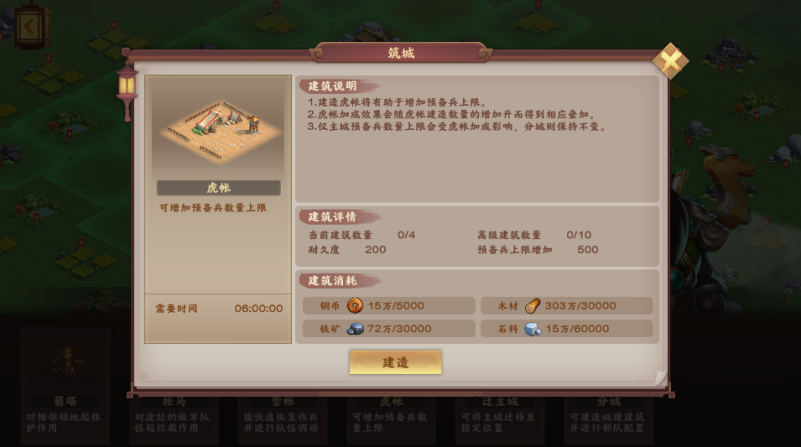 筑城
建筑说明
1.建造虎帐将有助于增加预备兵上限。
2.虎帐加成效果会随虎帐建造数量的增加升而得到相应叠加。
3.仅主城预备兵数量上限会受虎帐加成影响，分城则保持不变。
虎帐
可增加预备兵数量上限
需要时间 06:00:00
建筑详情
当前建筑数量 0/4 高级建筑数量 0/10
耐久度 200 预备兵上限增加 500
建筑消耗
铜币 15万/5000 木材 303万/30000
铁矿 72万/30000 石料 15万/60000
建造
箭塔 拒马 营帐 虎帐 迁主城 分城
对相邻领地起保 对途经的敌军队 能快速恢复伤兵 可增加预备兵数 可将主城迁移至 可建造城建建筑
护作用 伍起拦截作用 并进行队伍调动 量上限 指定位置 并进行部队配置